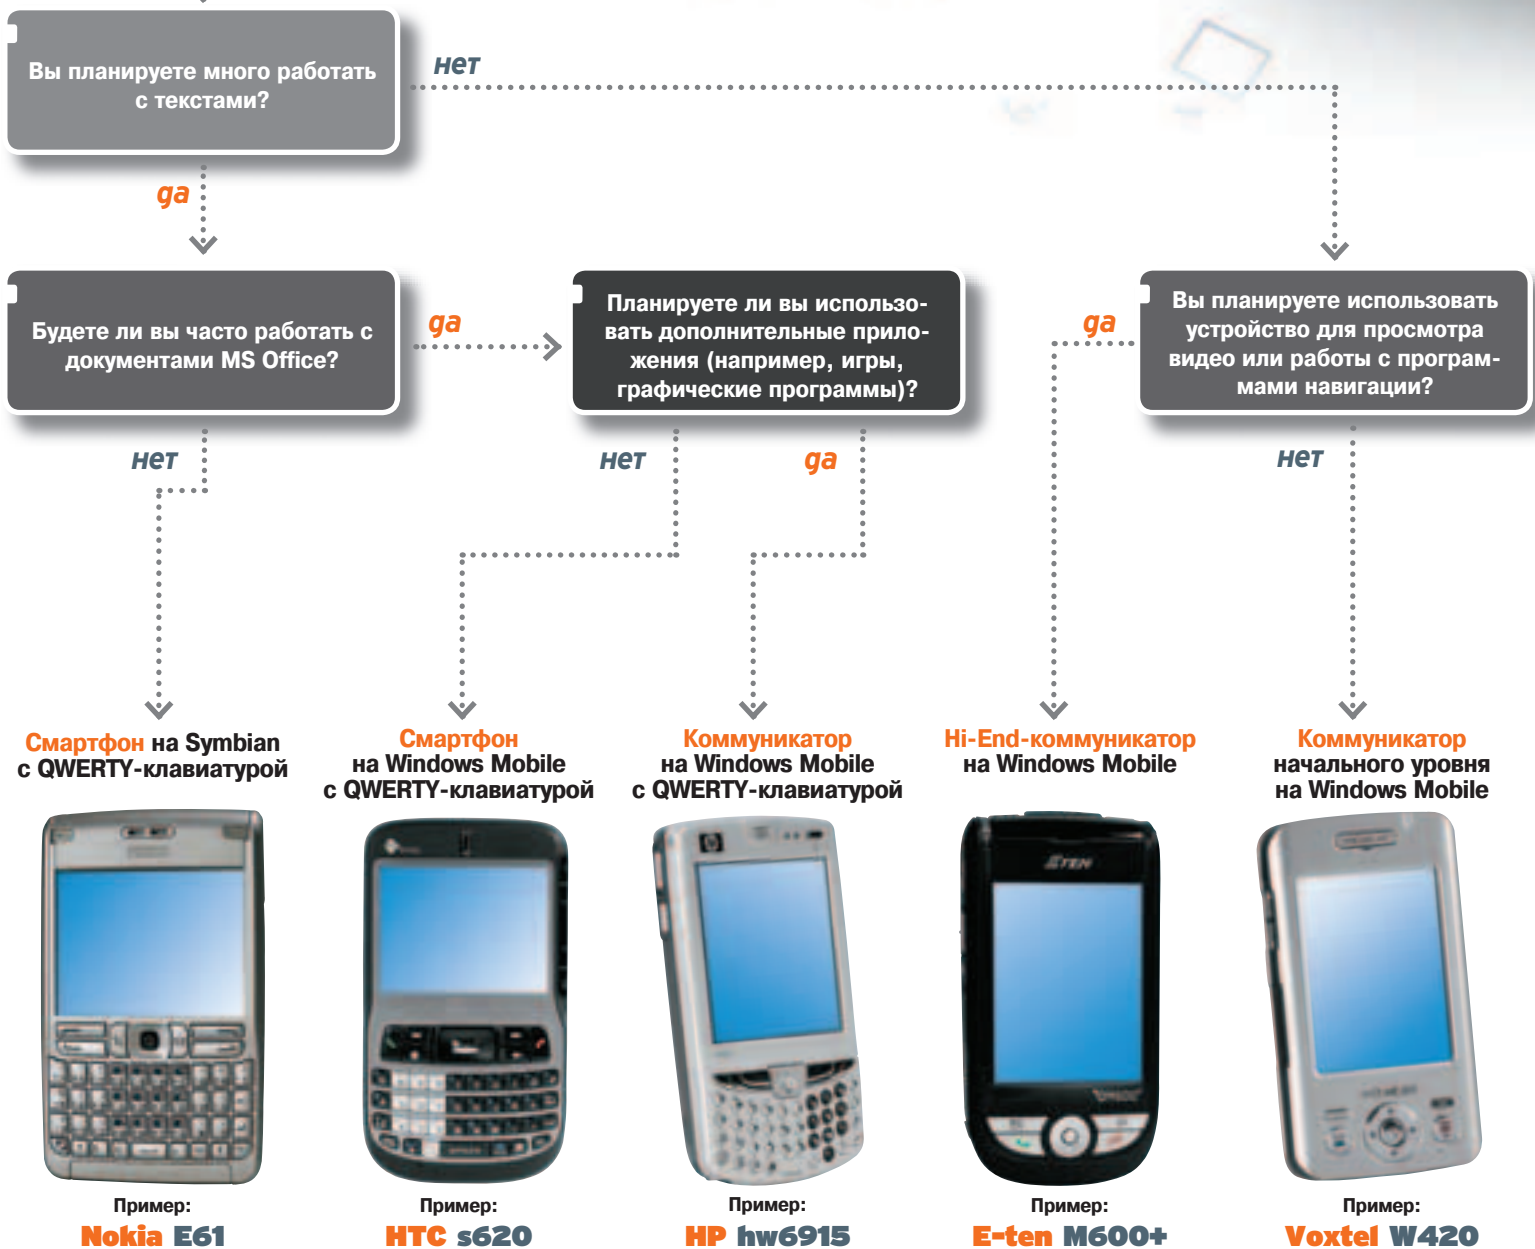 Вы планируете много работать
с текстами?
нет
да
Будете ли вы часто работать с
документами MS Office?
да
Планируете ли вы использо-
вать дополнительные прило-
жения (например, игры,
графические программы)?
да
Вы планируете использовать
устройство для просмотра
видео или работы с програм-
мами навигации?
нет
нет
да
нет
Смартфон на Symbian
с QWERTY-клавиатурой
Смартфон
на Windows Mobile
с QWERTY-клавиатурой
Коммуникатор
на Windows Mobile
с QWERTY-клавиатурой
Hi-End-коммуникатор
на Windows Mobile
Коммуникатор
начального уровня
на Windows Mobile
hp
ETEN
Пример:
Nokia E61
Пример:
HTC s620
Пример:
HP hw6915
Пример:
E-ten M600+
Пример:
Voxtel W420